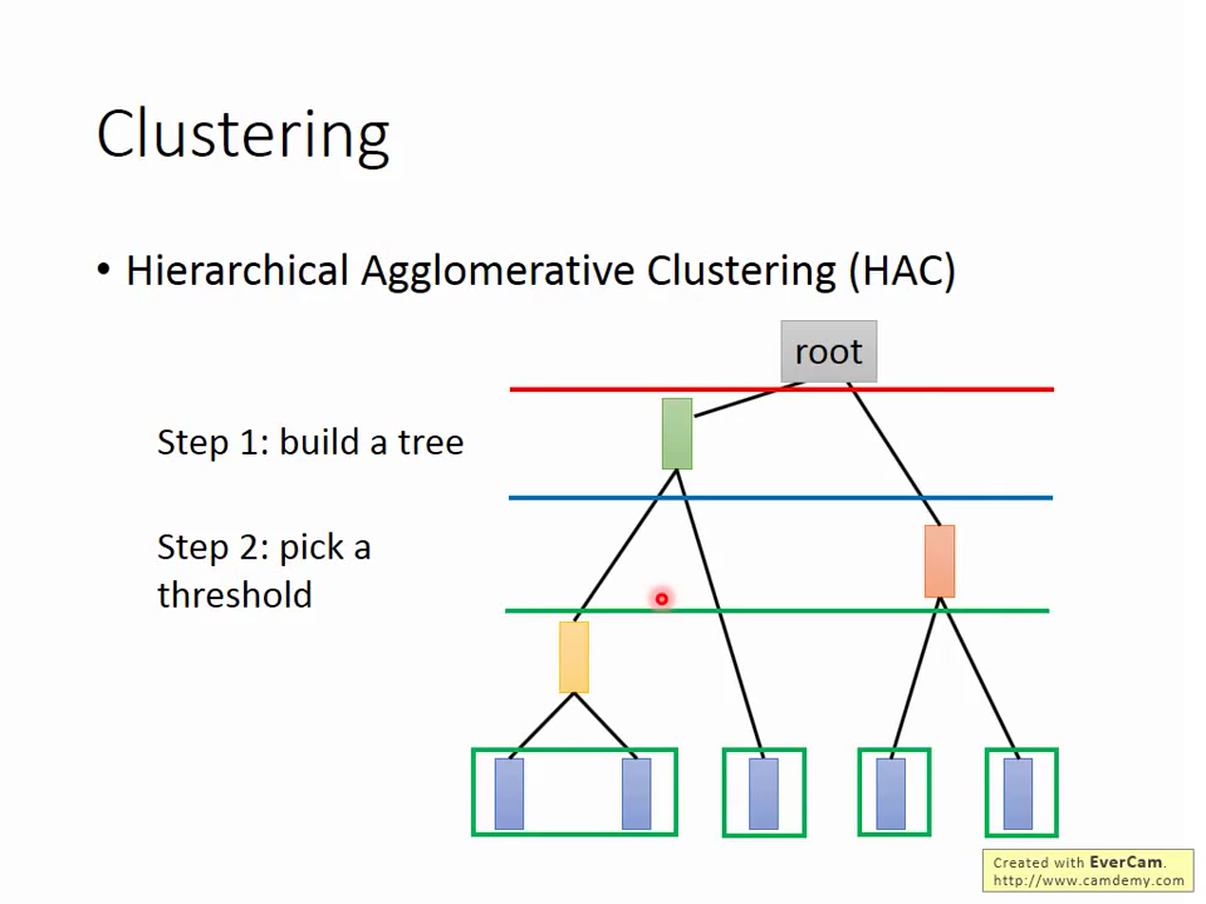 Clustering
• Hierarchical Agglomerative Clustering (HAC)
root
Step 1: build a tree
Step 2: pick a
threshold
Created with EverCam.
http://www.camdemy.com